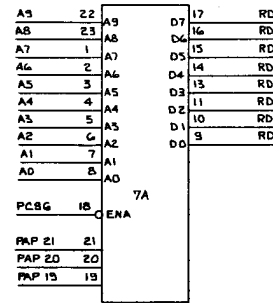 A9 22 A9 D7 17 RD
A8 23 A8 D6 16 RD
A7 1 A7 D5 15 RD
A6 2 A6 D4 14 RD
A5 3 A5 D3 13 RD
A4 4 A4 D2 11 RD
A3 5 A3 D1 10 RD
A2 6 A2 D0 9 RD
A1 7 A1
A0 8 A0
7A
PCS6 18 ENA
PAP 21 21
PAP 20 20
PAP 19 19